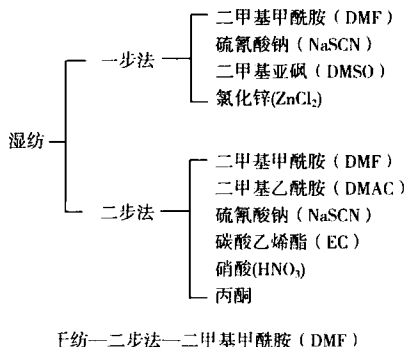 二甲基甲酰胺（DMF）
一步法
硫氰酸钠（NaSCN）
二甲基亚砜（DMSO）
氯化锌(ZnCl₂)
湿纺
二甲基甲酰胺（DMF）
二甲基乙酰胺（DMAC）
二步法
硫氰酸钠（NaSCN）
碳酸乙烯酯（EC）
硝酸(HNO₃)
丙酮
干纺—二步法—二甲基甲酰胺（DMF）